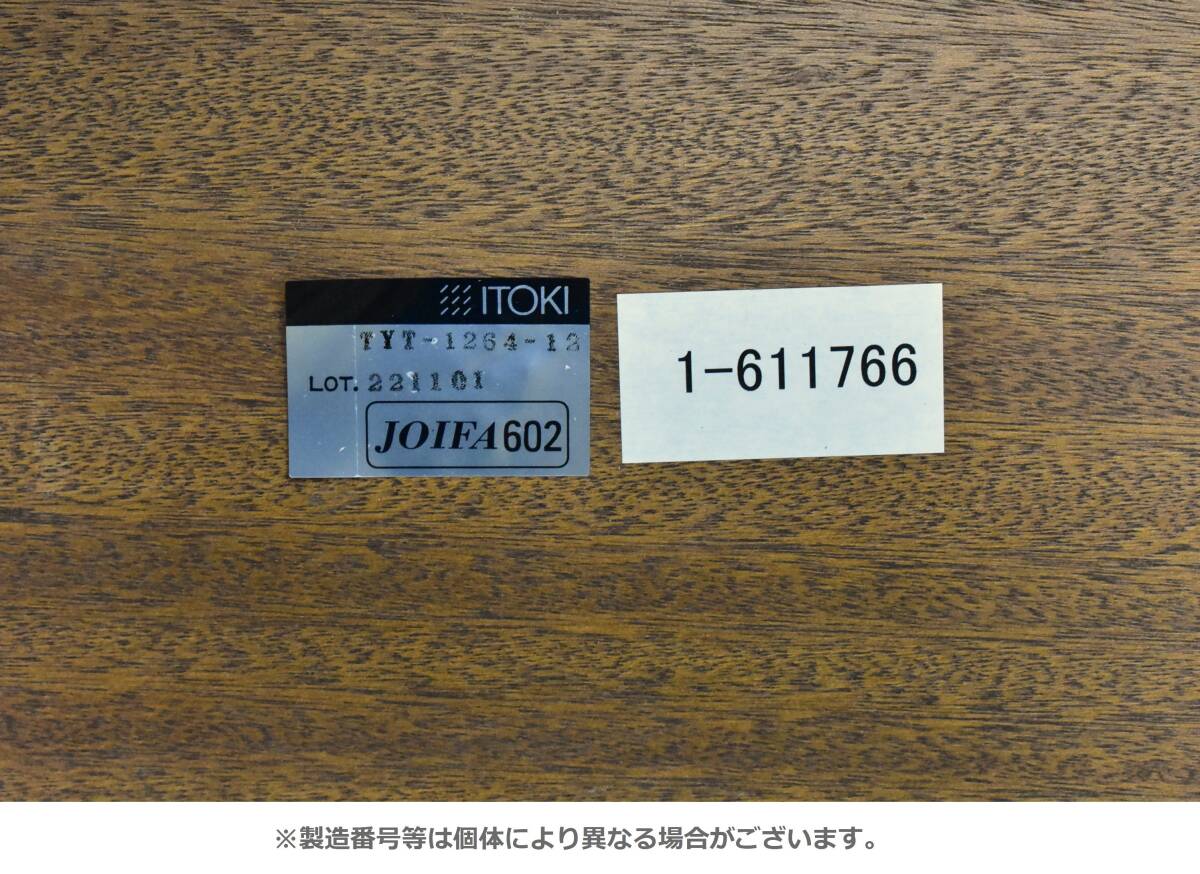 ITOKI
TYT-1264-12
LOT. 221101
JOIFA602
1-611766
※製造番号等は個体により異なる場合がございます。